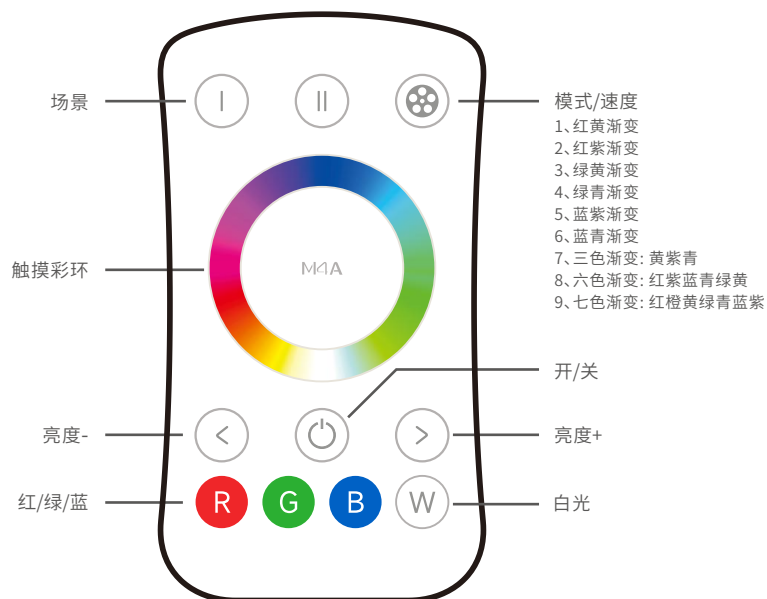 场景
I
II
模式/速度
1、红黄渐变
2、红紫渐变
3、绿黄渐变
4、绿青渐变
5、蓝紫渐变
6、蓝青渐变
7、三色渐变: 黄紫青
8、六色渐变: 红紫蓝青绿黄
9、七色渐变: 红橙黄绿青蓝紫
触摸彩环
M4A
开/关
亮度-
<
>
亮度+
红/绿/蓝
R G B W
白光